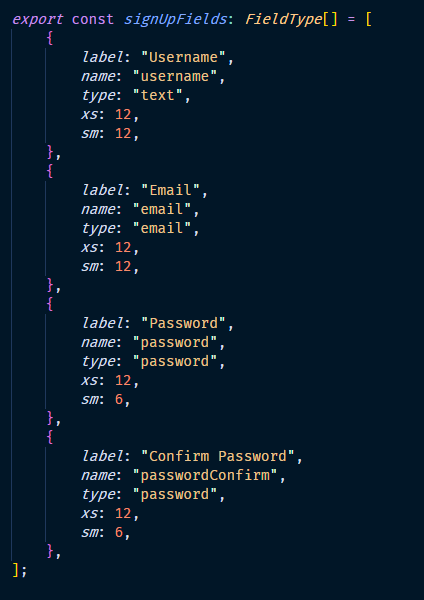 export const signUpFields: FieldType[] = [
    {
        label: "Username",
        name: "username",
        type: "text",
        xs: 12,
        sm: 12,
    },
    {
        label: "Email",
        name: "email",
        type: "email",
        xs: 12,
        sm: 12,
    },
    {
        label: "Password",
        name: "password",
        type: "password",
        xs: 12,
        sm: 6,
    },
    {
        label: "Confirm Password",
        name: "passwordConfirm",
        type: "password",
        xs: 12,
        sm: 6,
    },
];